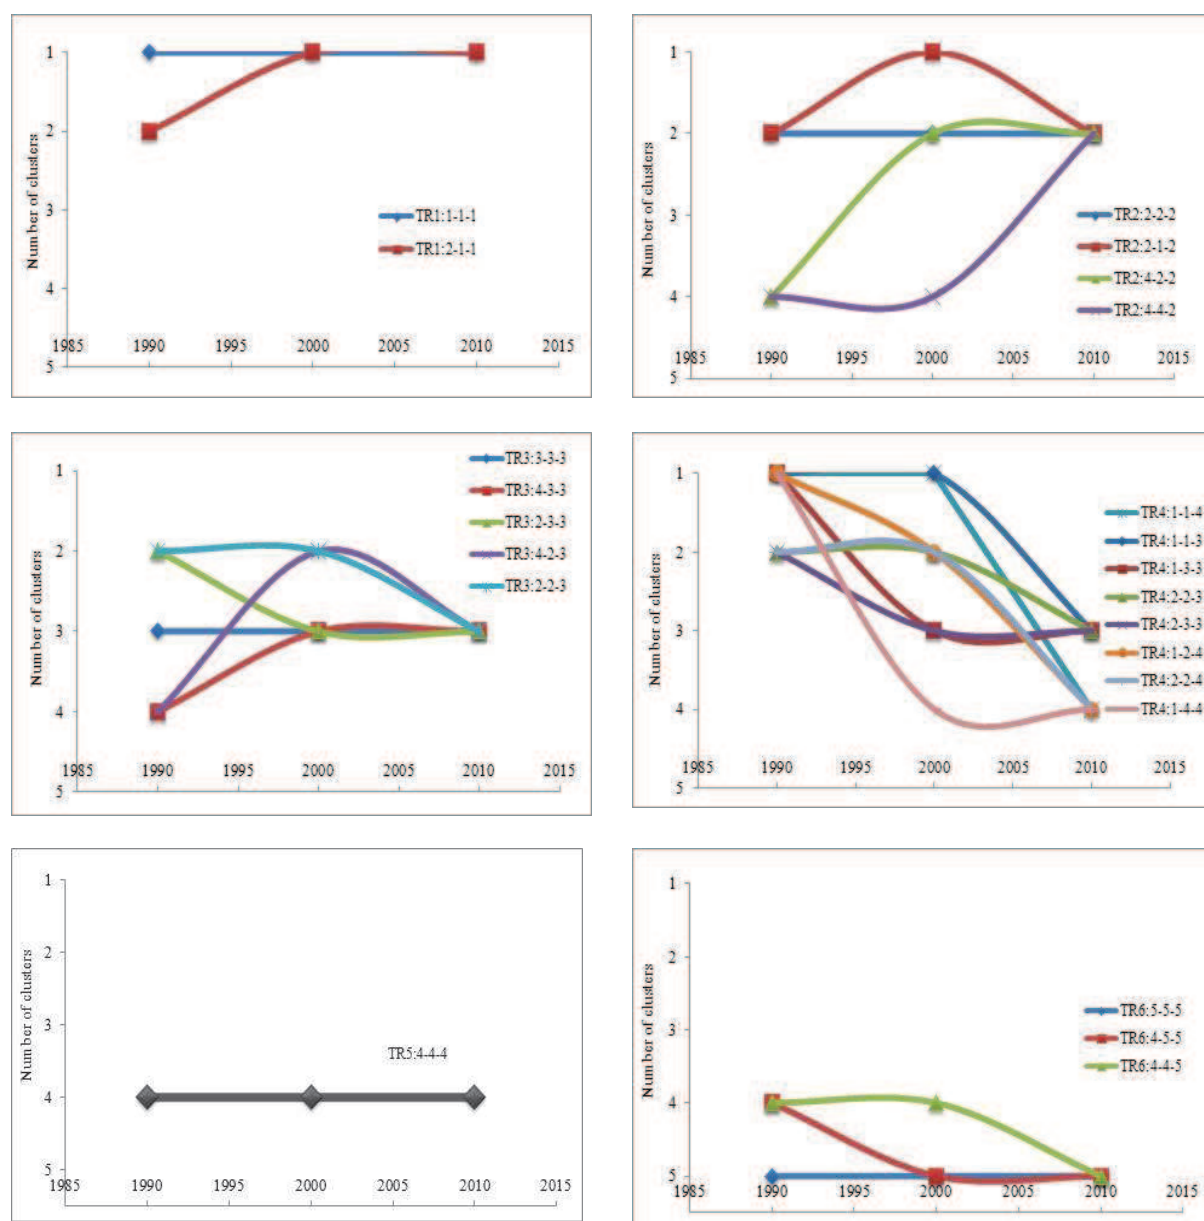 Number of clusters
1
2
3
4
5
1985 1990 1995 2000 2005 2010 2015
TR1:1-1-1
TR1:2-1-1
Number of clusters
1
2
3
4
5
1985 1990 1995 2000 2005 2010 2015
TR2:2-2-2
TR2:2-1-2
TR2:4-2-2
TR2:4-4-2
Number of clusters
1
2
3
4
5
1985 1990 1995 2000 2005 2010 2015
TR3:3-3-3
TR3:4-3-3
TR3:2-3-3
TR3:4-2-3
TR3:2-2-3
Number of clusters
1
2
3
4
5
1985 1990 1995 2000 2005 2010 2015
TR4:1-1-4
TR4:1-1-3
TR4:1-3-3
TR4:2-2-3
TR4:2-3-3
TR4:1-2-4
TR4:2-2-4
TR4:1-4-4
Number of clusters
1
2
3
4
5
1985 1990 1995 2000 2005 2010 2015
TR5:4-4-4
Number of clusters
1
2
3
4
5
1985 1990 1995 2000 2005 2010 2015
TR6:5-5-5
TR6:4-5-5
TR6:4-4-5